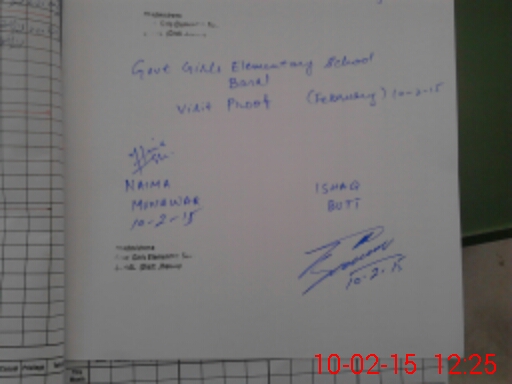 Govt Girls Elementary School
Baral
Visit Proof (February) 10-2-15
NAIMA
MUNAWAR
10-2-15
ISHAQ
BUTT
10-2-15
10-02-15 12:25